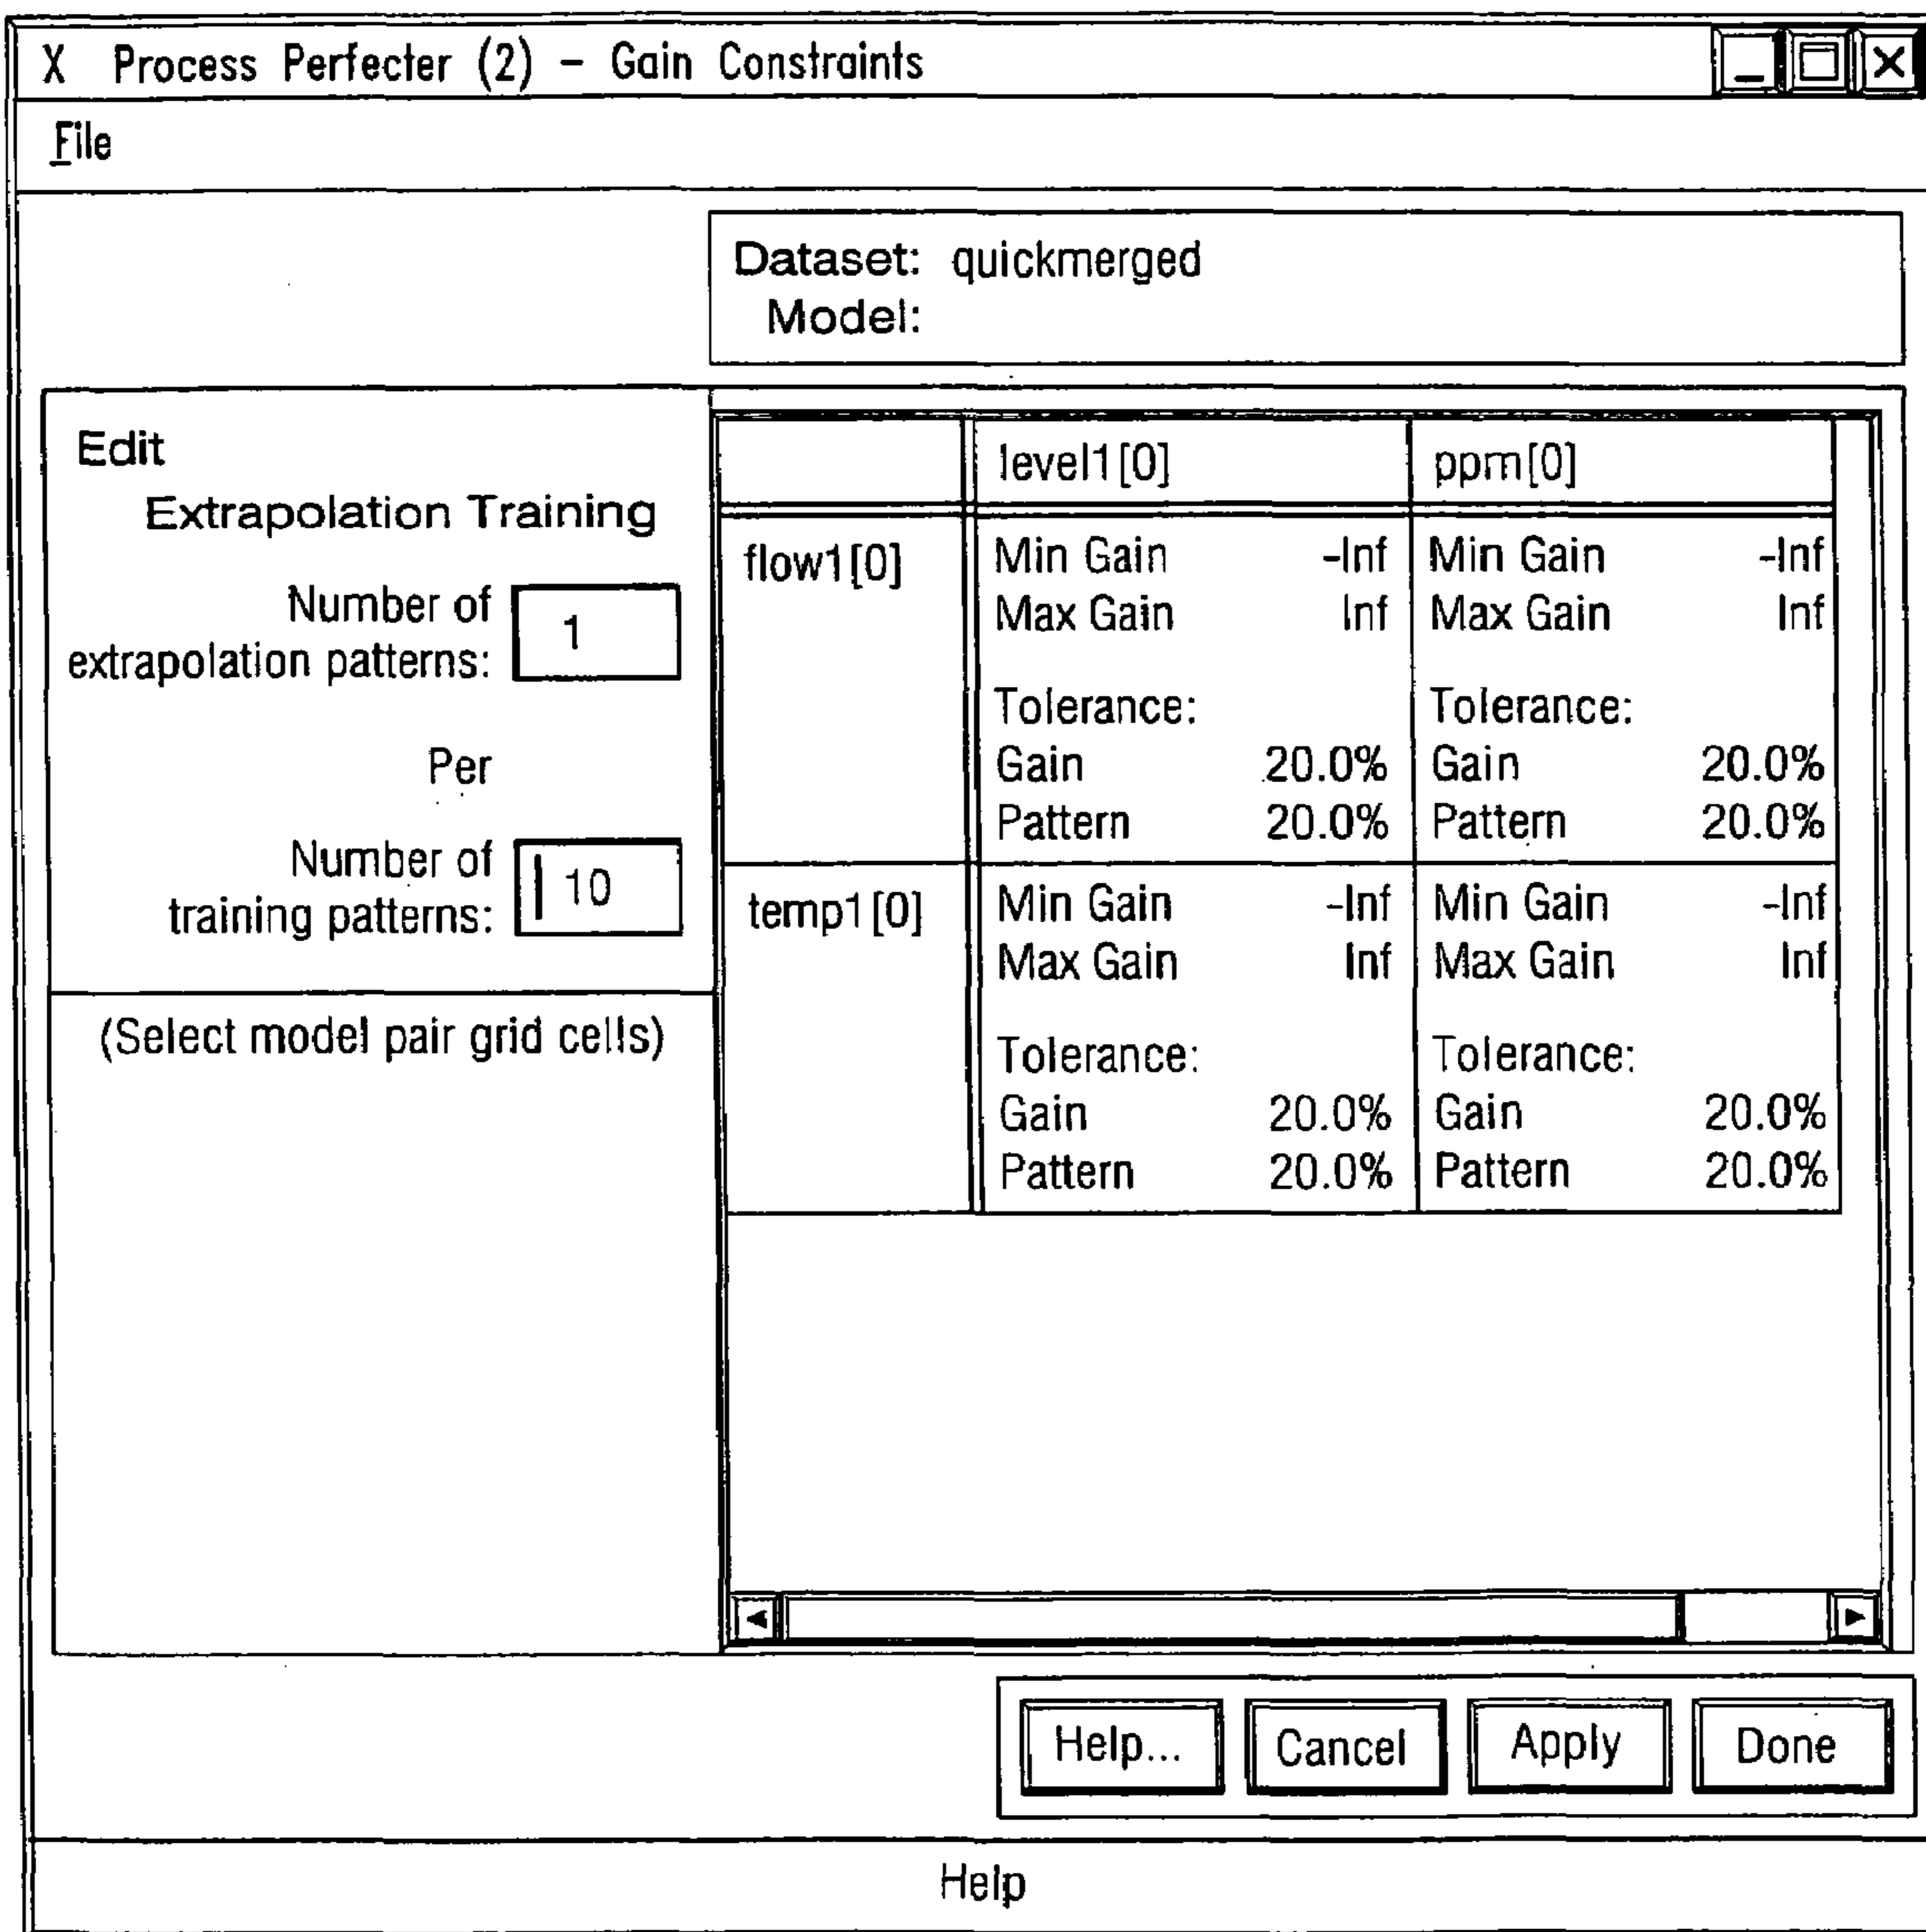 X Process Perfecter (2) – Gain Constraints
File
Dataset: quickmerged
Model:
Edit
Extrapolation Training
Number of
extrapolation patterns: 1
Per
Number of
training patterns: 10
(Select model pair grid cells)
level1[0] ppm[0]
flow1[0] Min Gain -Inf Min Gain -Inf
Max Gain Inf Max Gain Inf
Tolerance: Tolerance:
Gain 20.0% Gain 20.0%
Pattern 20.0% Pattern 20.0%
temp1[0] Min Gain -Inf Min Gain -Inf
Max Gain Inf Max Gain Inf
Tolerance: Tolerance:
Gain 20.0% Gain 20.0%
Pattern 20.0% Pattern 20.0%
Help... Cancel Apply Done
Help